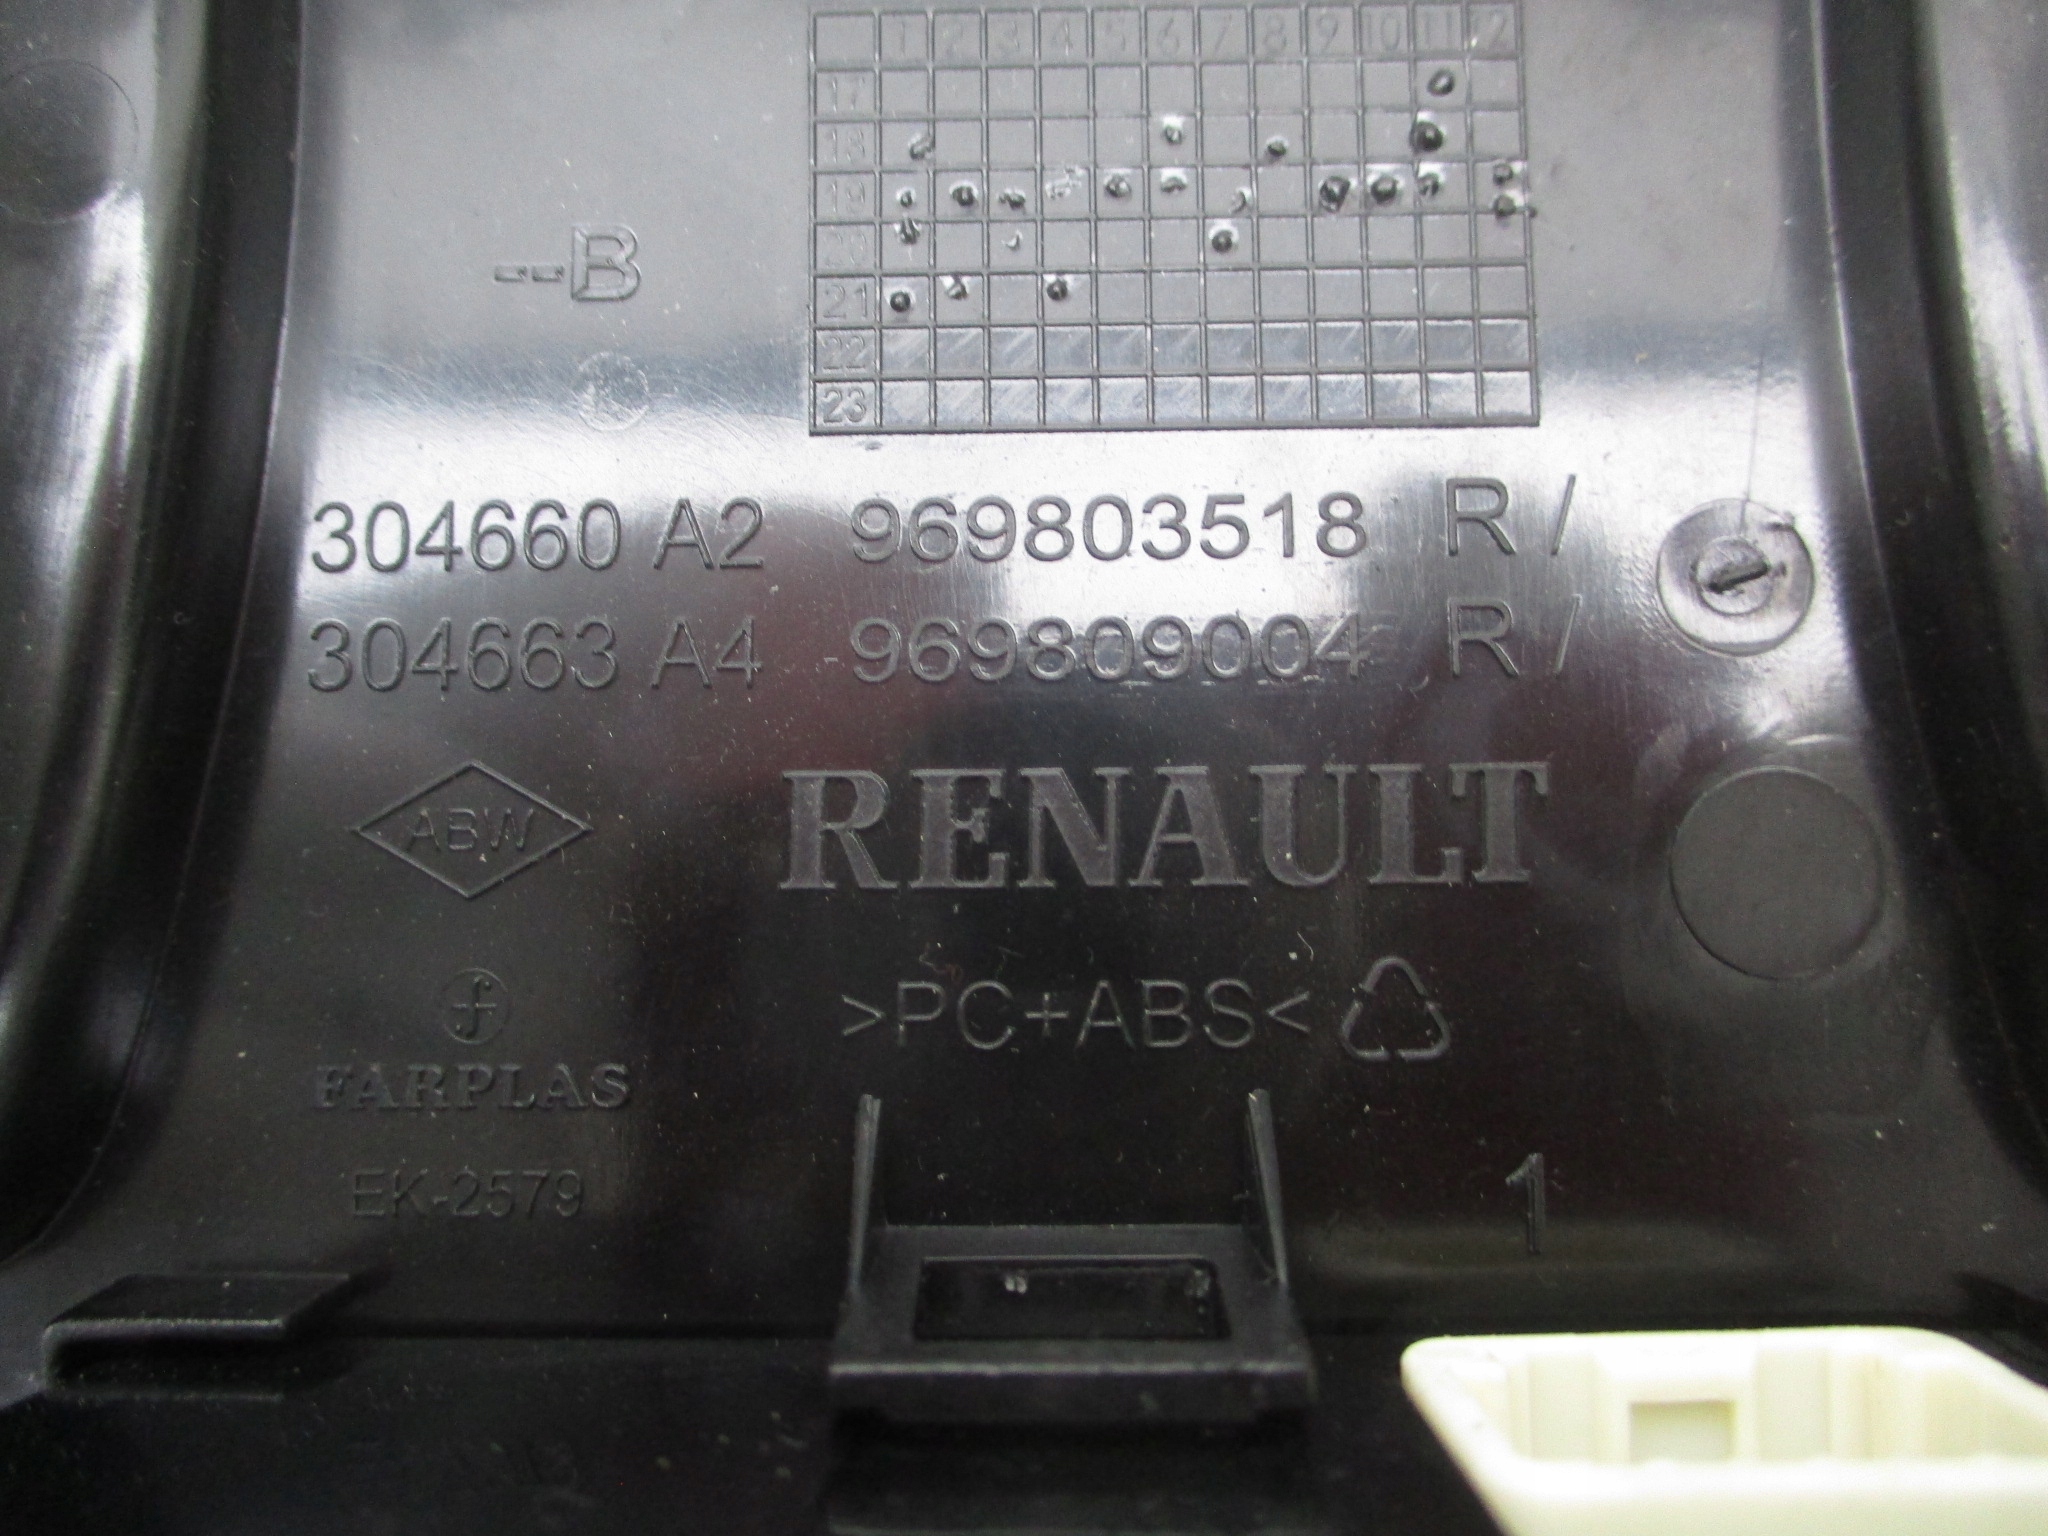 1 2 3 4 5 6 7 8 9 10 11 12
17
18
19
20
21
22
23
--B
304660 A2 969803518 R /
304663 A4 -969809004 R /
ABW
RENAULT
>PC+ABS<
f
FARPLAS
EK-2579
1